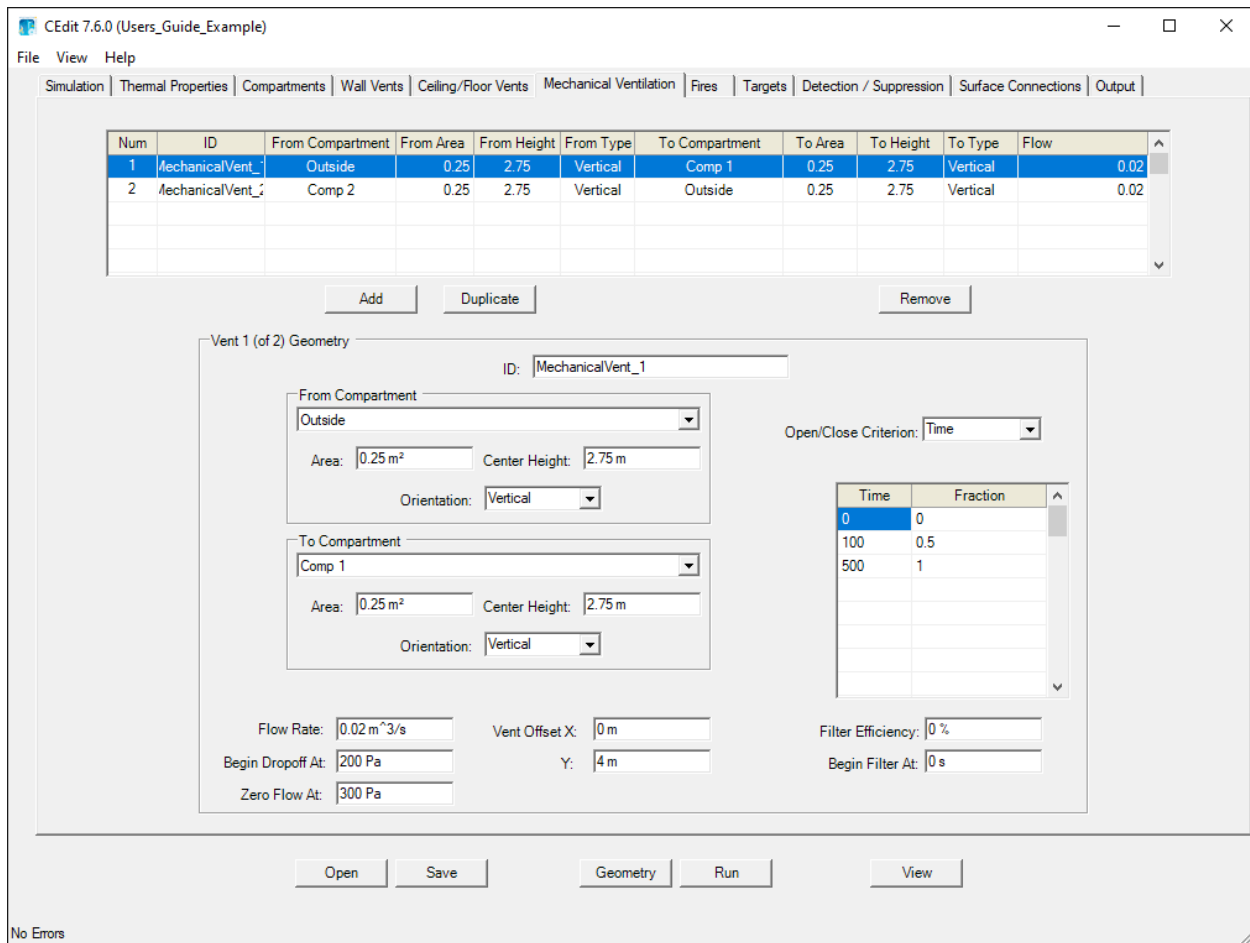 CEdit 7.6.0 (Users_Guide_Example)
File View Help
Simulation Thermal Properties Compartments Wall Vents Ceiling/Floor Vents Mechanical Ventilation Fires Targets Detection / Suppression Surface Connections Output
Num ID From Compartment From Area From Height From Type To Compartment To Area To Height To Type Flow
1 MechanicalVent_1 Outside 0.25 2.75 Vertical Comp 1 0.25 2.75 Vertical 0.02
2 MechanicalVent_2 Comp 2 0.25 2.75 Vertical Outside 0.25 2.75 Vertical 0.02
Add Duplicate Remove
Vent 1 (of 2) Geometry
ID: MechanicalVent_1
From Compartment
Outside
Open/Close Criterion: Time
Area: 0.25 m² Center Height: 2.75 m
Orientation: Vertical
Time Fraction
0 0
100 0.5
500 1
To Compartment
Comp 1
Area: 0.25 m² Center Height: 2.75 m
Orientation: Vertical
Flow Rate: 0.02 m^3/s Vent Offset X: 0 m Filter Efficiency: 0 %
Begin Dropoff At: 200 Pa Y: 4 m Begin Filter At: 0 s
Zero Flow At: 300 Pa
Open Save Geometry Run View
No Errors